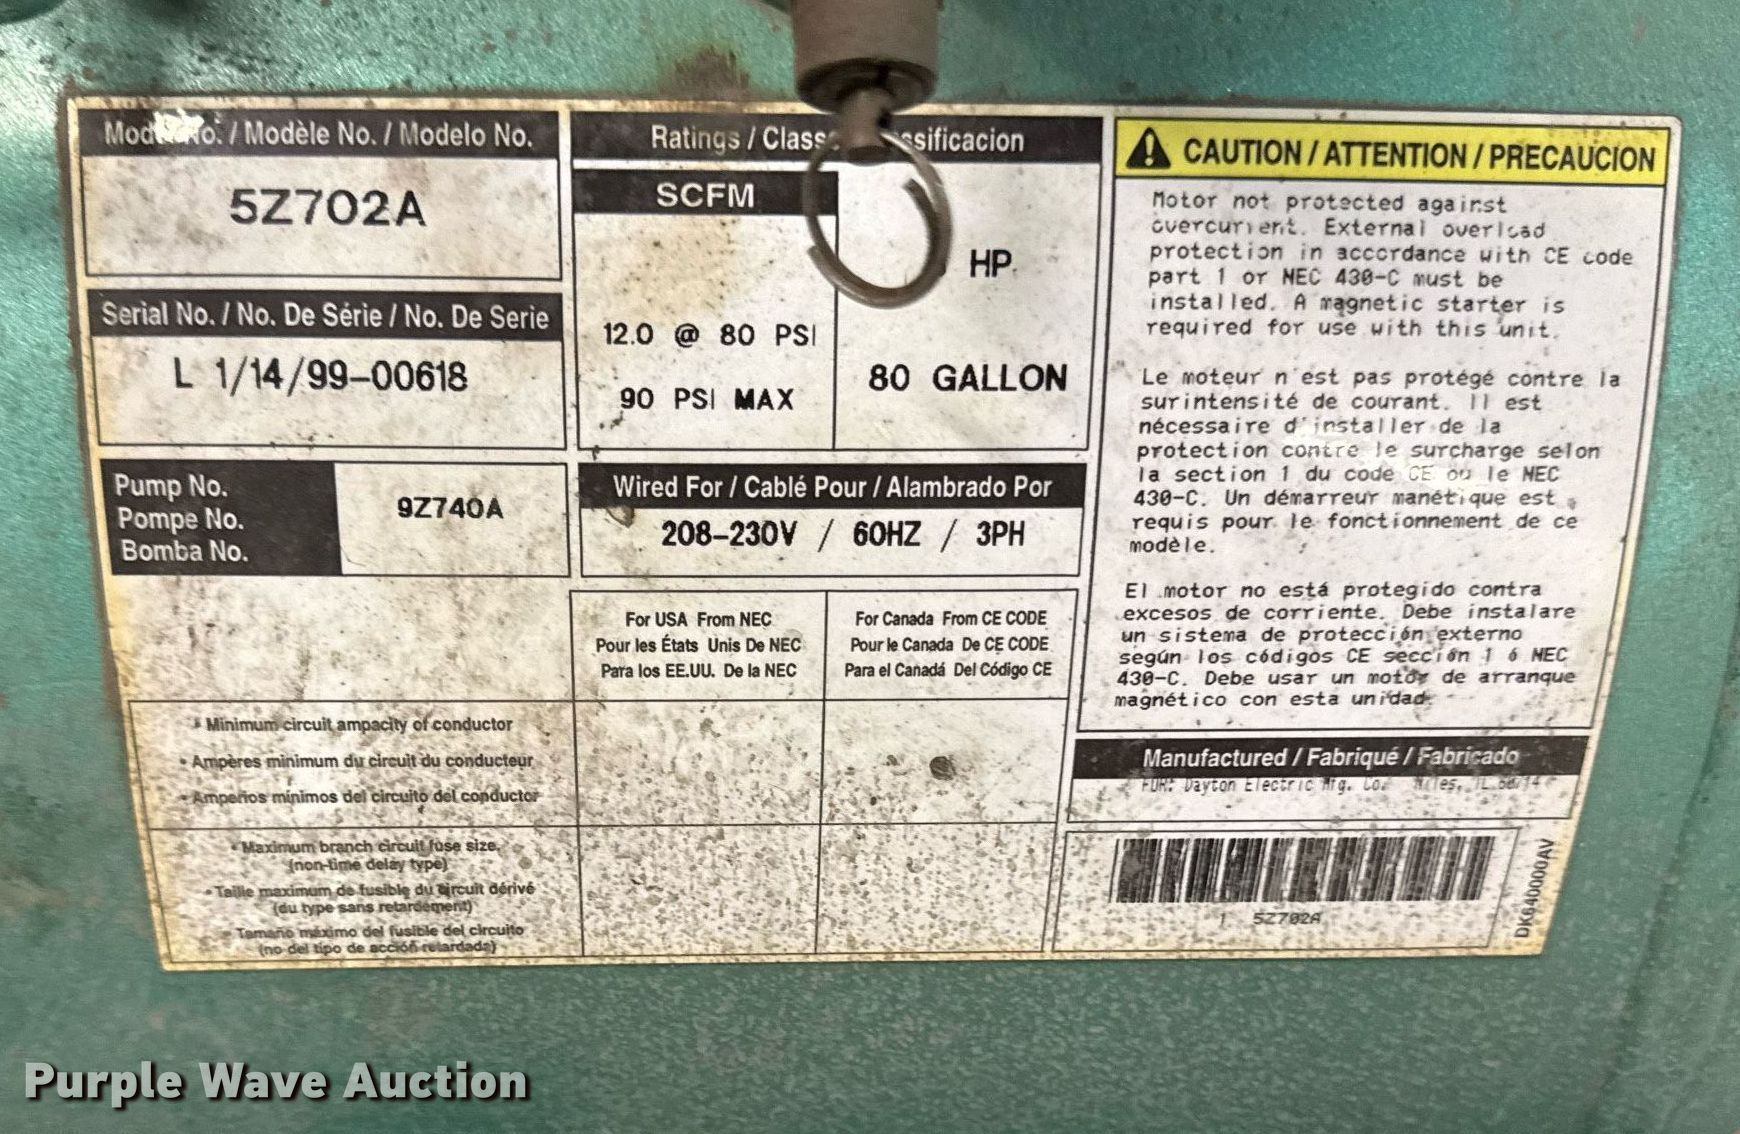 No. / Modèle No. / Modelo No.
5Z702A
Serial No. / No. De Série / No. De Serie
L 1/14/99-00618
Pump No.
Pompe No.
Bomba No.
9Z740A
Ratings /
SCFM
12.0 @ 80 PSI
90 PSI MAX
HP
80 GALLON
Wired For / Cablé Pour / Alambrado Por
208-230V / 60HZ / 3PH
For USA From NEC
Pour les États Unis De NEC
Para los EE.UU. De la NEC
For Canada From CE CODE
Pour le Canada De CE CODE
Para el Canadá Del Código CE
• Minimum circuit ampacity of conductor
• Ampères minimum du circuit du conducteur
• Amperios mínimos del circuito del conductor
• Maximum branch circuit fuse size.
(non-time delay type)
• Taille maximum de fusible du circuit dérivé
(du type sans retardement)
• Tamaño máximo del fusible del circuito
(no del tipo de acción retardada)
CAUTION / ATTENTION / PRECAUCION
Motor not protected against
overcurrent. External overload
protection in accordance with CE code
part 1 or NEC 430-C must be
installed. A magnetic starter is
required for use with this unit.
Le moteur n'est pas protégé contre la
surintensité de courant. Il est
nécessaire d'installer de la
protection contre le surcharge selon
la section 1 du code CE ou le NEC
430-C. Un démarreur manétique est
requis pour le fonctionnement de ce
modèle.
El motor no está protegido contra
excesos de corriente. Debe instalare
un sistema de protección externo
según los códigos CE sección 1 ó NEC
430-C. Debe usar un motor de arranque
magnético con esta unidad.
Manufactured / Fabriqué / Fabricado
FOR: Dayton Electric Mfg. Co. Niles, IL 60714
1 5Z702A
DK640000AV
Purple Wave Auction